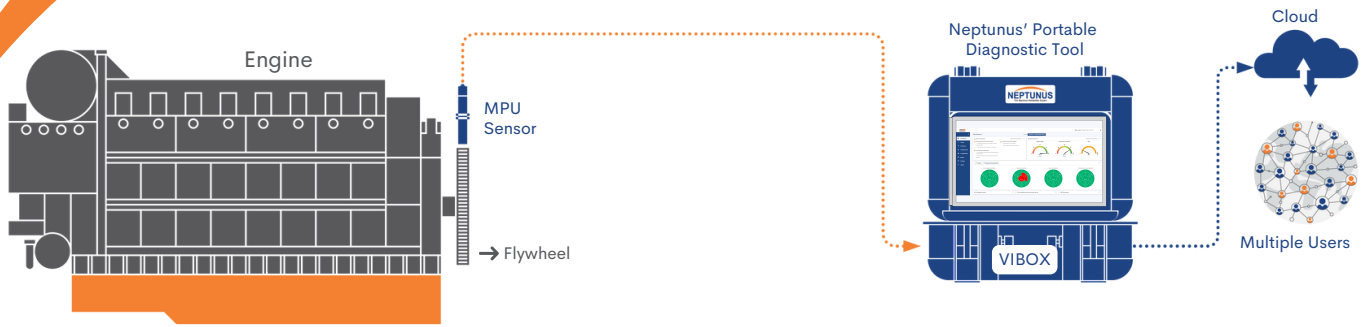 Engine
MPU
Sensor
Flywheel
Neptunus’ Portable
Diagnostic Tool
NEPTUNUS
VIBOX
Cloud
Multiple Users